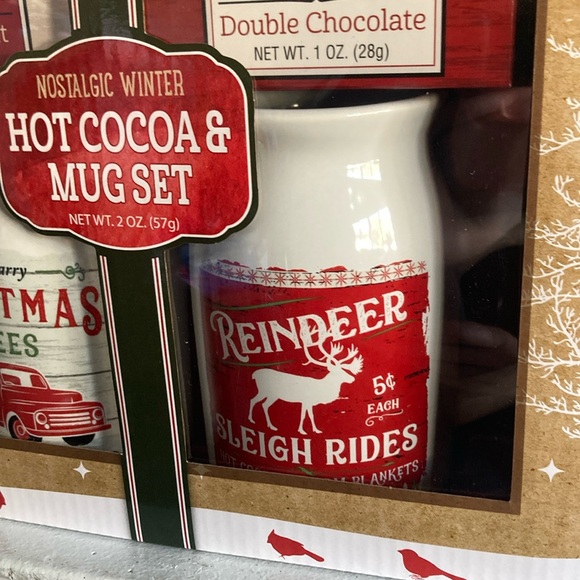 Double Chocolate
NET WT. 1 OZ. (28g)
NOSTALGIC WINTER
HOT COCOA &
MUG SET
NET WT. 2 OZ. (57g)
REINDEER
5¢
EACH
SLEIGH RIDES
BLANKETS
arry
TMAS
EES